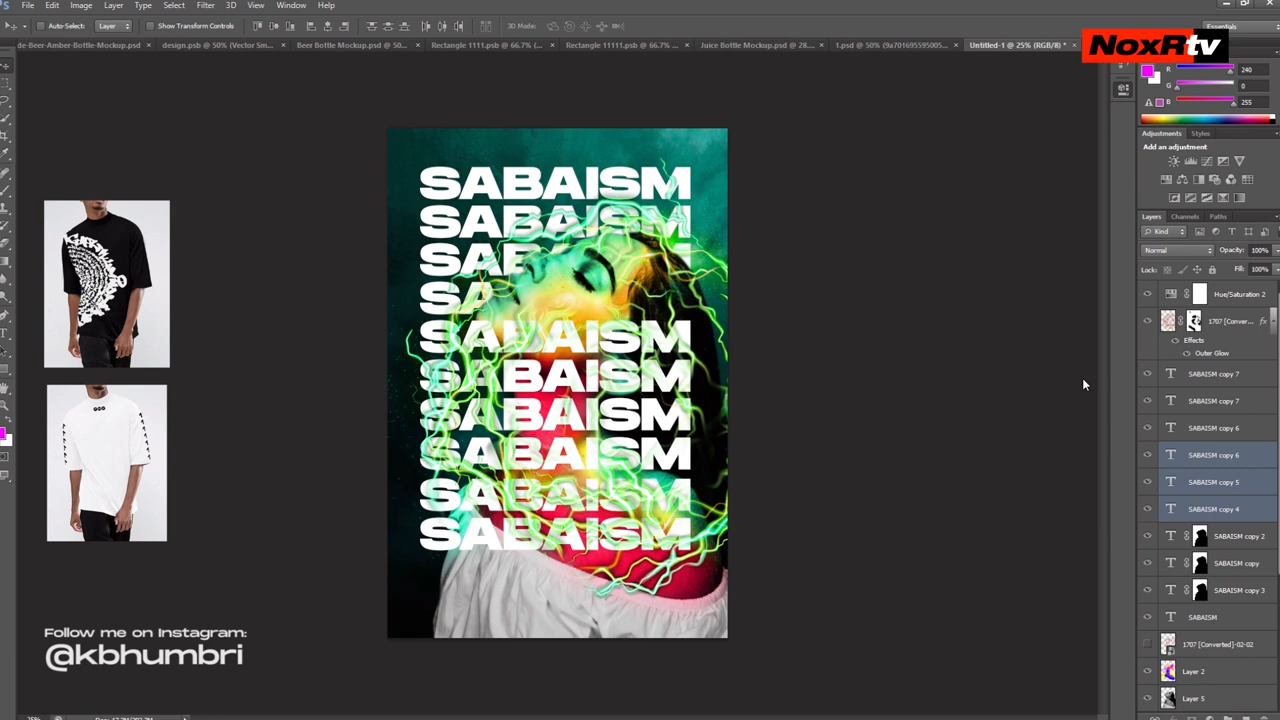 File Edit Image Layer Type Select Filter 3D View Window Help
Auto-Select: Layer Show Transform Controls 3D Mode: Essentials
de-Beer-Amber-Bottle-Mockup.psd × design.psb @ 50% (Vector Sm... × Beer Bottle Mockup.psd @ 50... × Rectangle 1111.psb @ 66.7% (... × Rectangle 11111.psb @ 66.7% ... × Juice Bottle Mockup.psd @ 28.... × 1.psd @ 50% (9a701695595005... × Untitled-1 @ 25% (RGB/8) * ×
NoxRtv
R 240
G 0
B 255
Adjustments Styles
Add an adjustment
Layers Channels Paths
Kind
Normal Opacity: 100%
Lock: Fill: 100%
Hue/Saturation 2
1707 [Conver... fx
Effects
Outer Glow
SABAISM copy 7
SABAISM copy 7
SABAISM copy 6
SABAISM copy 6
SABAISM copy 5
SABAISM copy 4
SABAISM copy 2
SABAISM copy
SABAISM copy 3
SABAISM
1707 [Converted]-02-02
Layer 2
Layer 5
SABAISM
SABAISM
SA
SA
SABAISM
SABAISM
SABAISM
SABAISM
SABAISM
SABAISM
Follow me on Instagram:
@kbhumbri
25%